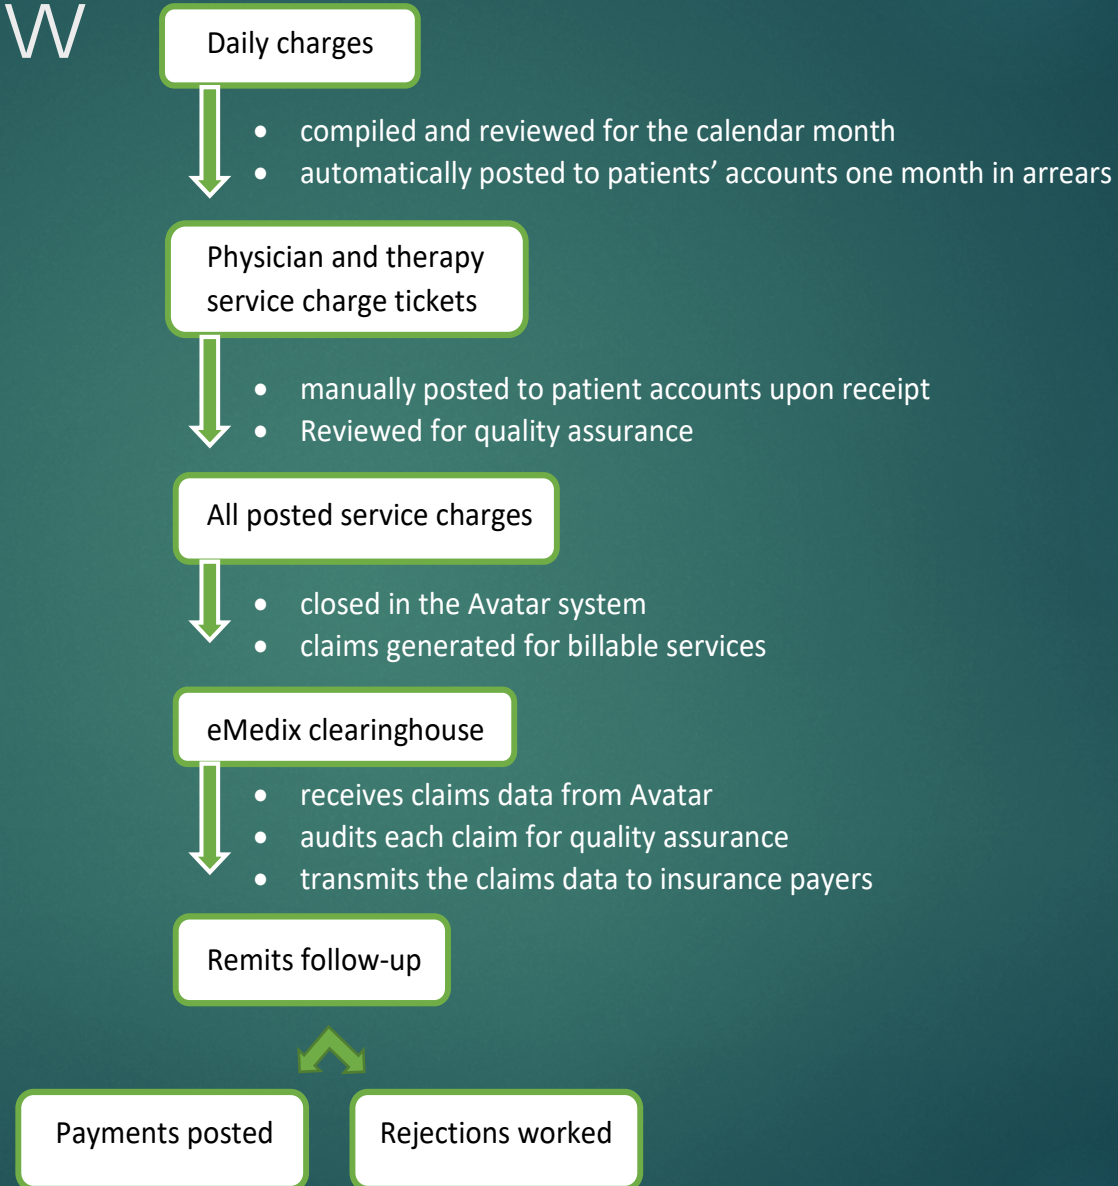 W
Daily charges
• compiled and reviewed for the calendar month
• automatically posted to patients’ accounts one month in arrears
Physician and therapy
service charge tickets
• manually posted to patient accounts upon receipt
• Reviewed for quality assurance
All posted service charges
• closed in the Avatar system
• claims generated for billable services
eMedix clearinghouse
• receives claims data from Avatar
• audits each claim for quality assurance
• transmits the claims data to insurance payers
Remits follow-up
Payments posted
Rejections worked